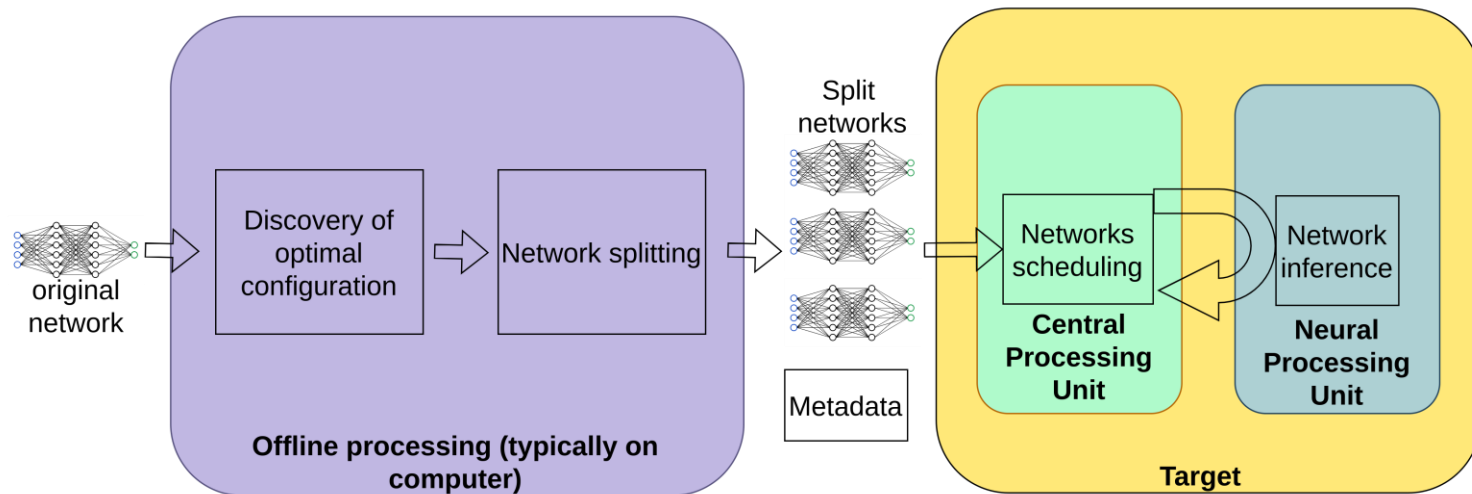 original
network
Discovery of
optimal
configuration
Network splitting
Offline processing (typically on
computer)
Split
networks
Metadata
Networks
scheduling
Central
Processing
Unit
Network
inference
Neural
Processing
Unit
Target